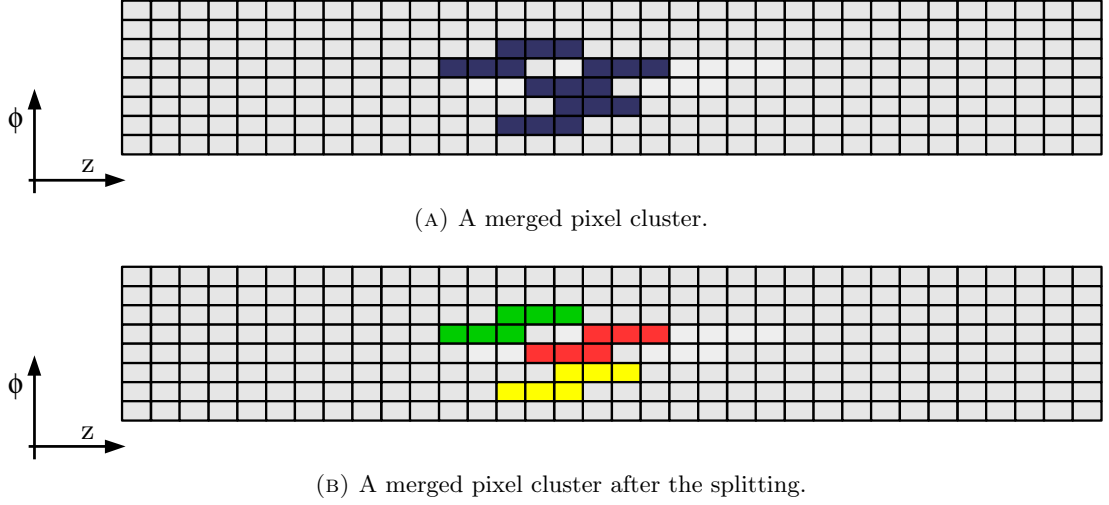 ϕ
z
(A) A merged pixel cluster.
ϕ
z
(B) A merged pixel cluster after the splitting.